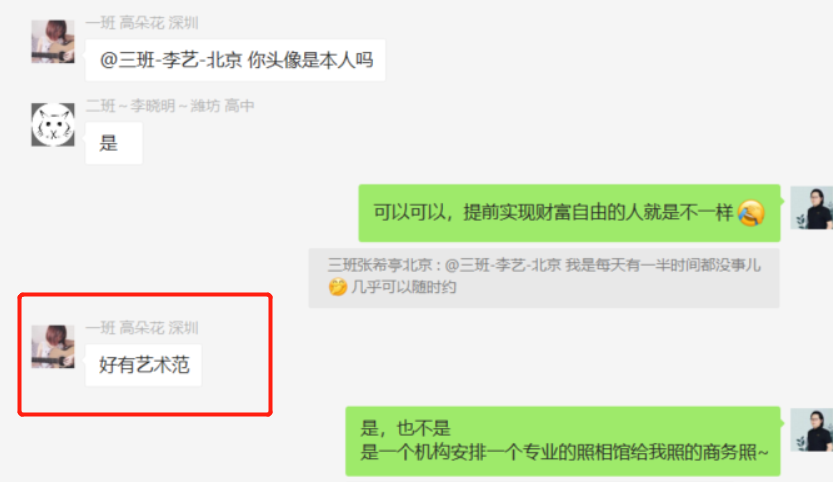 一班 高朵花 深圳
@三班-李艺-北京 你头像是本人吗
二班~李晓明~潍坊 高中
是
可以可以，提前实现财富自由的人就是不一样
三班张希亭北京：@三班-李艺-北京 我是每天有一半时间都没事儿
几乎可以随时约
一班 高朵花 深圳
好有艺术范
是，也不是
是一个机构安排一个专业的照相馆给我照的商务照~